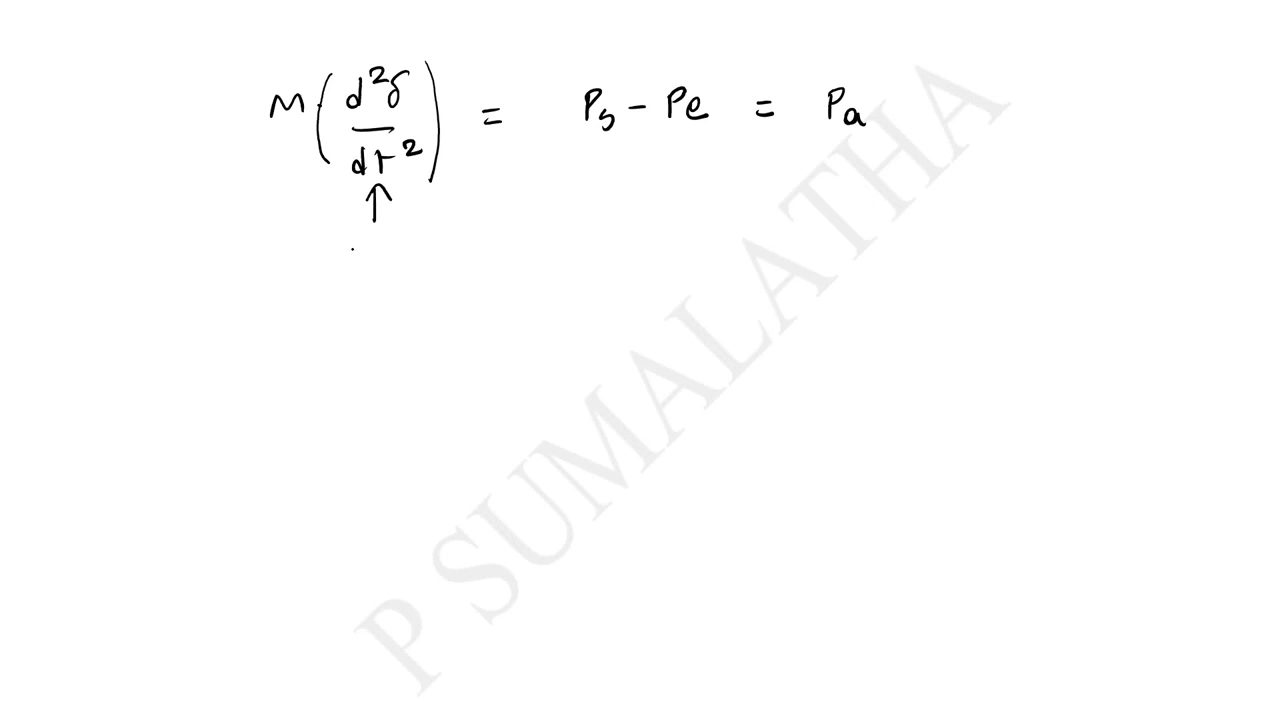 M(d²δ/dt²) = Ps - Pe = Pa
↑
P SUMALATHA